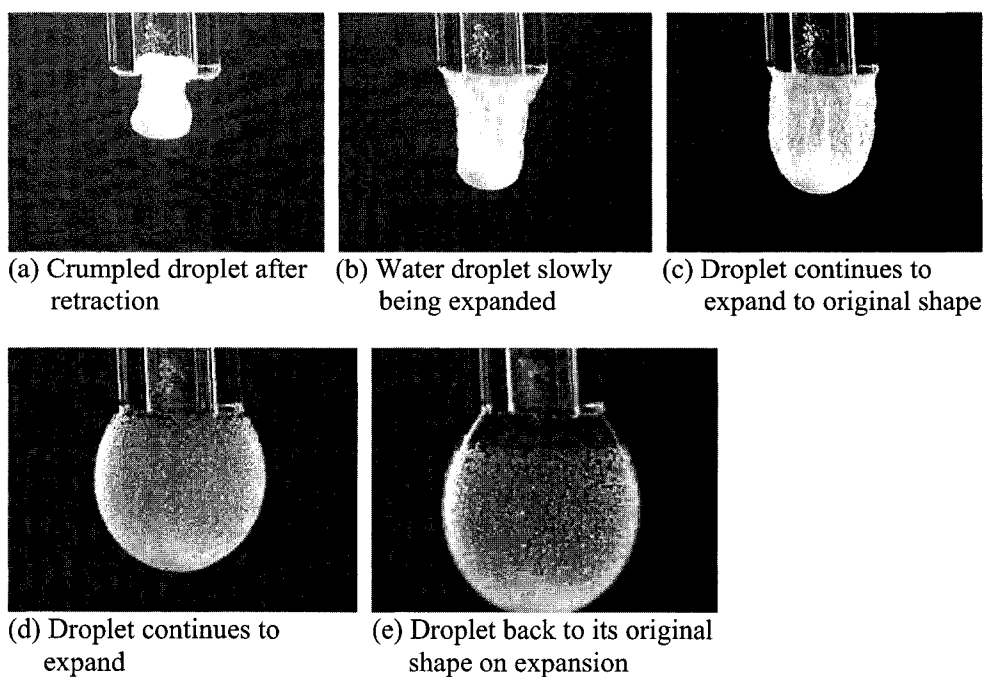 (a) Crumpled droplet after
retraction
(b) Water droplet slowly
being expanded
(c) Droplet continues to
expand to original shape
(d) Droplet continues to
expand
(e) Droplet back to its original
shape on expansion